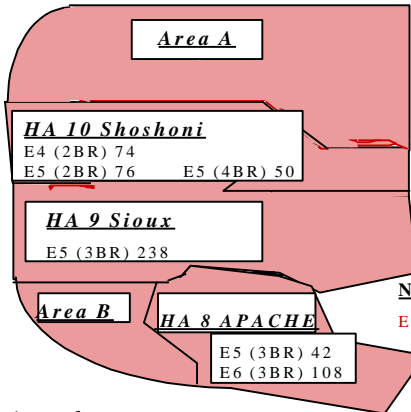 Area A
HA 10 Shoshoni
E4 (2BR) 74
E5 (2BR) 76 E5 (4BR) 50
HA 9 Sioux
E5 (3BR) 238
N
E
Area B
HA 8 APACHE
E5 (3BR) 42
E6 (3BR) 108